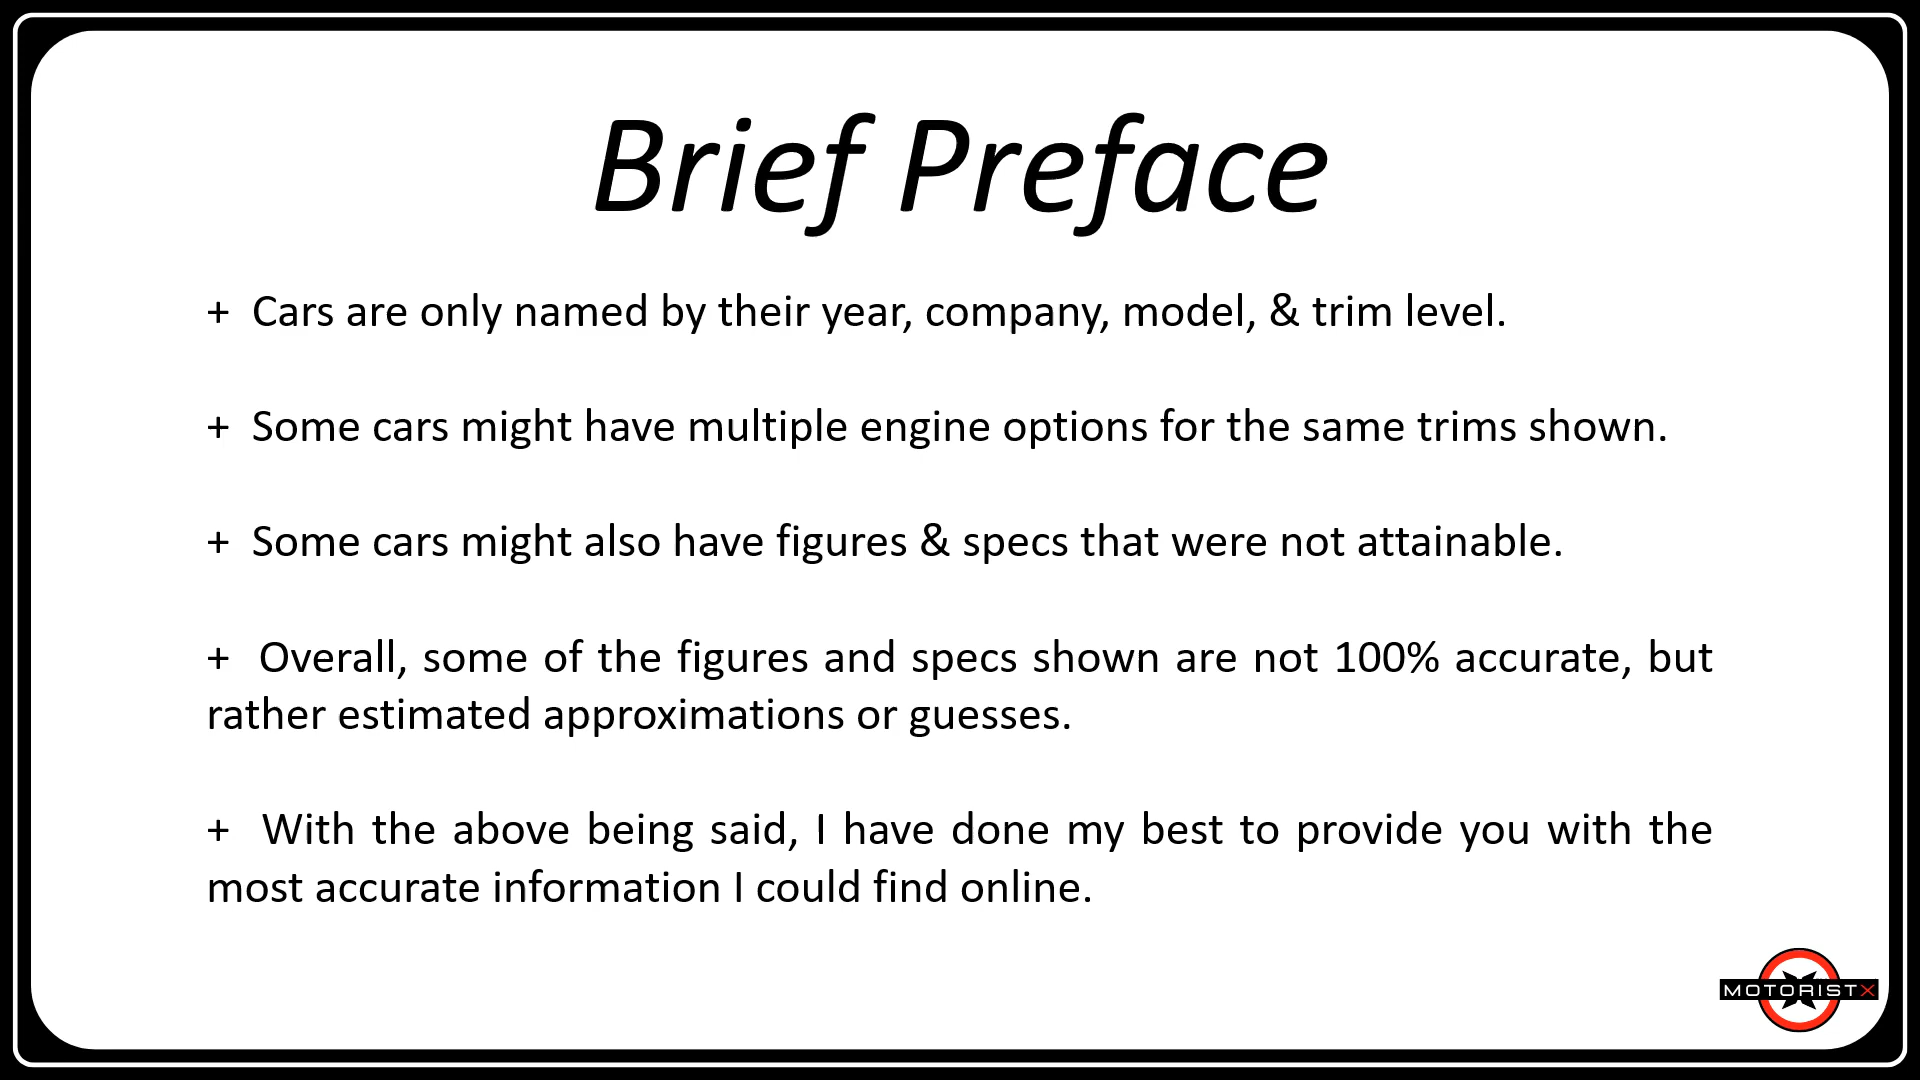 Brief Preface
+ Cars are only named by their year, company, model, & trim level.
+ Some cars might have multiple engine options for the same trims shown.
+ Some cars might also have figures & specs that were not attainable.
+ Overall, some of the figures and specs shown are not 100% accurate, but
rather estimated approximations or guesses.
+ With the above being said, I have done my best to provide you with the
most accurate information I could find online.
MOTORISTX